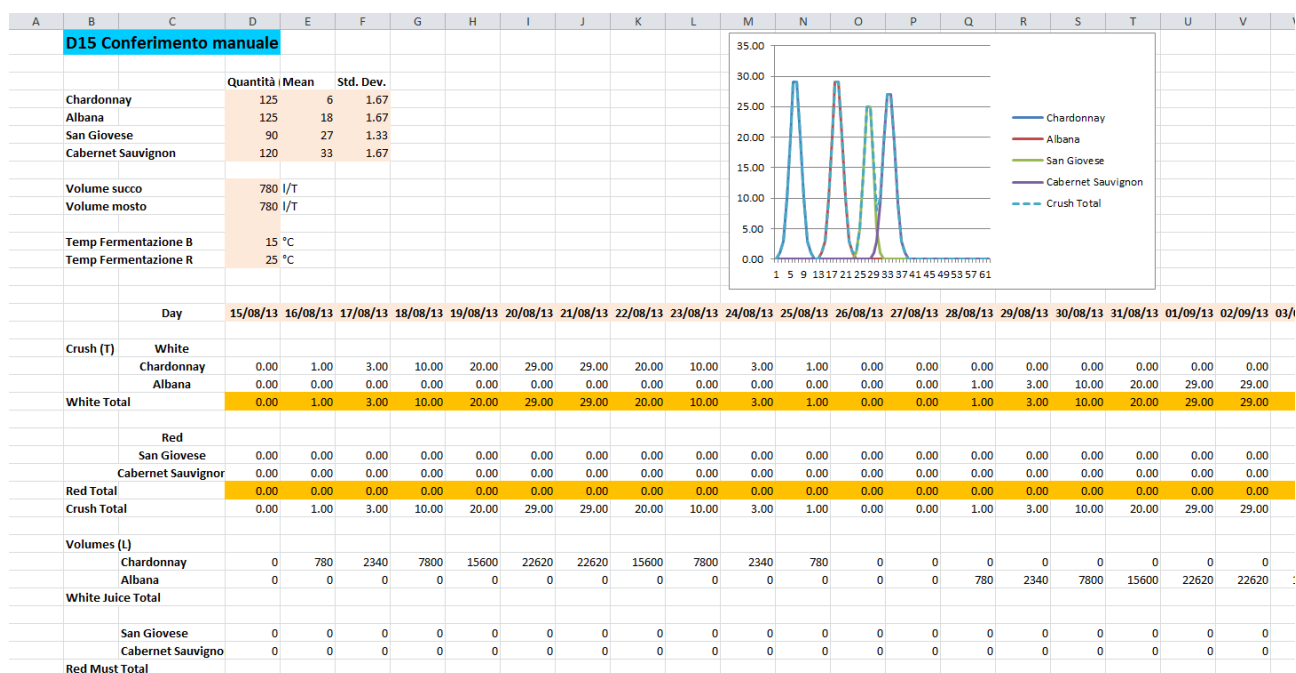 A B C D E F G H I J K L M N O P Q R S T U V
D15 Conferimento manuale
Quantità Mean Std. Dev.
Chardonnay 125 6 1.67
Albana 125 18 1.67
San Giovese 90 27 1.33
Cabernet Sauvignon 120 33 1.67
Volume succo 780 l/T
Volume mosto 780 l/T
Temp Fermentazione B 15 °C
Temp Fermentazione R 25 °C
35.00
30.00
25.00
20.00
15.00
10.00
5.00
0.00
1 5 9 13 17 21 25 29 33 37 41 45 49 53 57 61
Chardonnay
Albana
San Giovese
Cabernet Sauvignon
Crush Total
Day 15/08/13 16/08/13 17/08/13 18/08/13 19/08/13 20/08/13 21/08/13 22/08/13 23/08/13 24/08/13 25/08/13 26/08/13 27/08/13 28/08/13 29/08/13 30/08/13 31/08/13 01/09/13 02/09/13 03/
Crush (T) White
Chardonnay 0.00 1.00 3.00 10.00 20.00 29.00 29.00 20.00 10.00 3.00 1.00 0.00 0.00 0.00 0.00 0.00 0.00 0.00 0.00
Albana 0.00 0.00 0.00 0.00 0.00 0.00 0.00 0.00 0.00 0.00 0.00 0.00 0.00 1.00 3.00 10.00 20.00 29.00 29.00
White Total 0.00 1.00 3.00 10.00 20.00 29.00 29.00 20.00 10.00 3.00 1.00 0.00 0.00 1.00 3.00 10.00 20.00 29.00 29.00
Red
San Giovese 0.00 0.00 0.00 0.00 0.00 0.00 0.00 0.00 0.00 0.00 0.00 0.00 0.00 0.00 0.00 0.00 0.00 0.00 0.00
Cabernet Sauvignor 0.00 0.00 0.00 0.00 0.00 0.00 0.00 0.00 0.00 0.00 0.00 0.00 0.00 0.00 0.00 0.00 0.00 0.00 0.00
Red Total 0.00 0.00 0.00 0.00 0.00 0.00 0.00 0.00 0.00 0.00 0.00 0.00 0.00 0.00 0.00 0.00 0.00 0.00 0.00
Crush Total 0.00 1.00 3.00 10.00 20.00 29.00 29.00 20.00 10.00 3.00 1.00 0.00 0.00 1.00 3.00 10.00 20.00 29.00 29.00
Volumes (L)
Chardonnay 0 780 2340 7800 15600 22620 22620 15600 7800 2340 780 0 0 0 0 0 0 0 0
Albana 0 0 0 0 0 0 0 0 0 0 0 0 0 780 2340 7800 15600 22620 22620
White Juice Total
San Giovese 0 0 0 0 0 0 0 0 0 0 0 0 0 0 0 0 0 0 0
Cabernet Sauvigno 0 0 0 0 0 0 0 0 0 0 0 0 0 0 0 0 0 0 0
Red Must Total